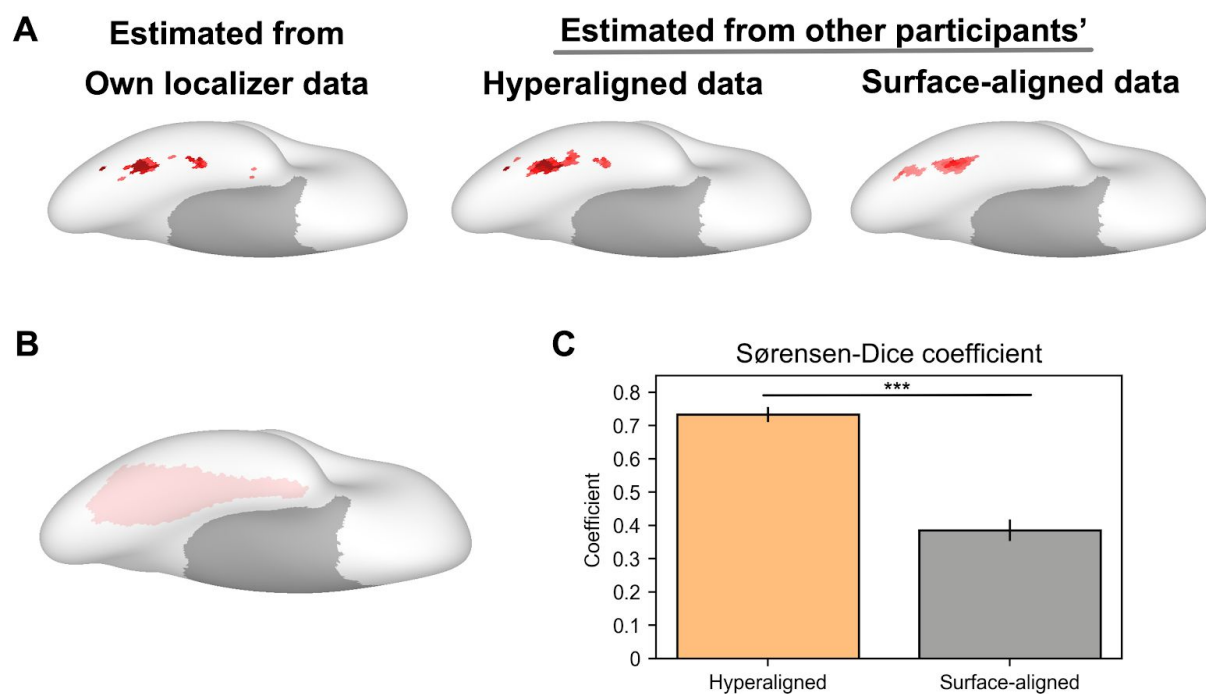 A
Estimated from
Own localizer data
Estimated from other participants’
Hyperaligned data
Surface-aligned data
B
C
Sørensen-Dice coefficient
***
Coefficient
0.8
0.7
0.6
0.5
0.4
0.3
0.2
0.1
0
Hyperaligned
Surface-aligned